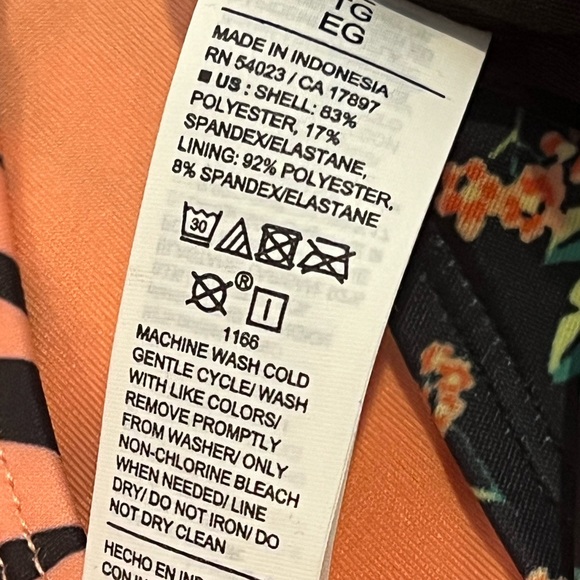 TG
EG
MADE IN INDONESIA
RN 54023 / CA 17897
■ US : SHELL: 83%
POLYESTER, 17%
SPANDEX/ELASTANE,
LINING: 92% POLYESTER,
8% SPANDEX/ELASTANE
30
®
1166
MACHINE WASH COLD
GENTLE CYCLE/ WASH
WITH LIKE COLORS/
REMOVE PROMPTLY
FROM WASHER/ ONLY
NON-CHLORINE BLEACH
WHEN NEEDED/ LINE
DRY/ DO NOT IRON/ DO
NOT DRY CLEAN
HECHO EN